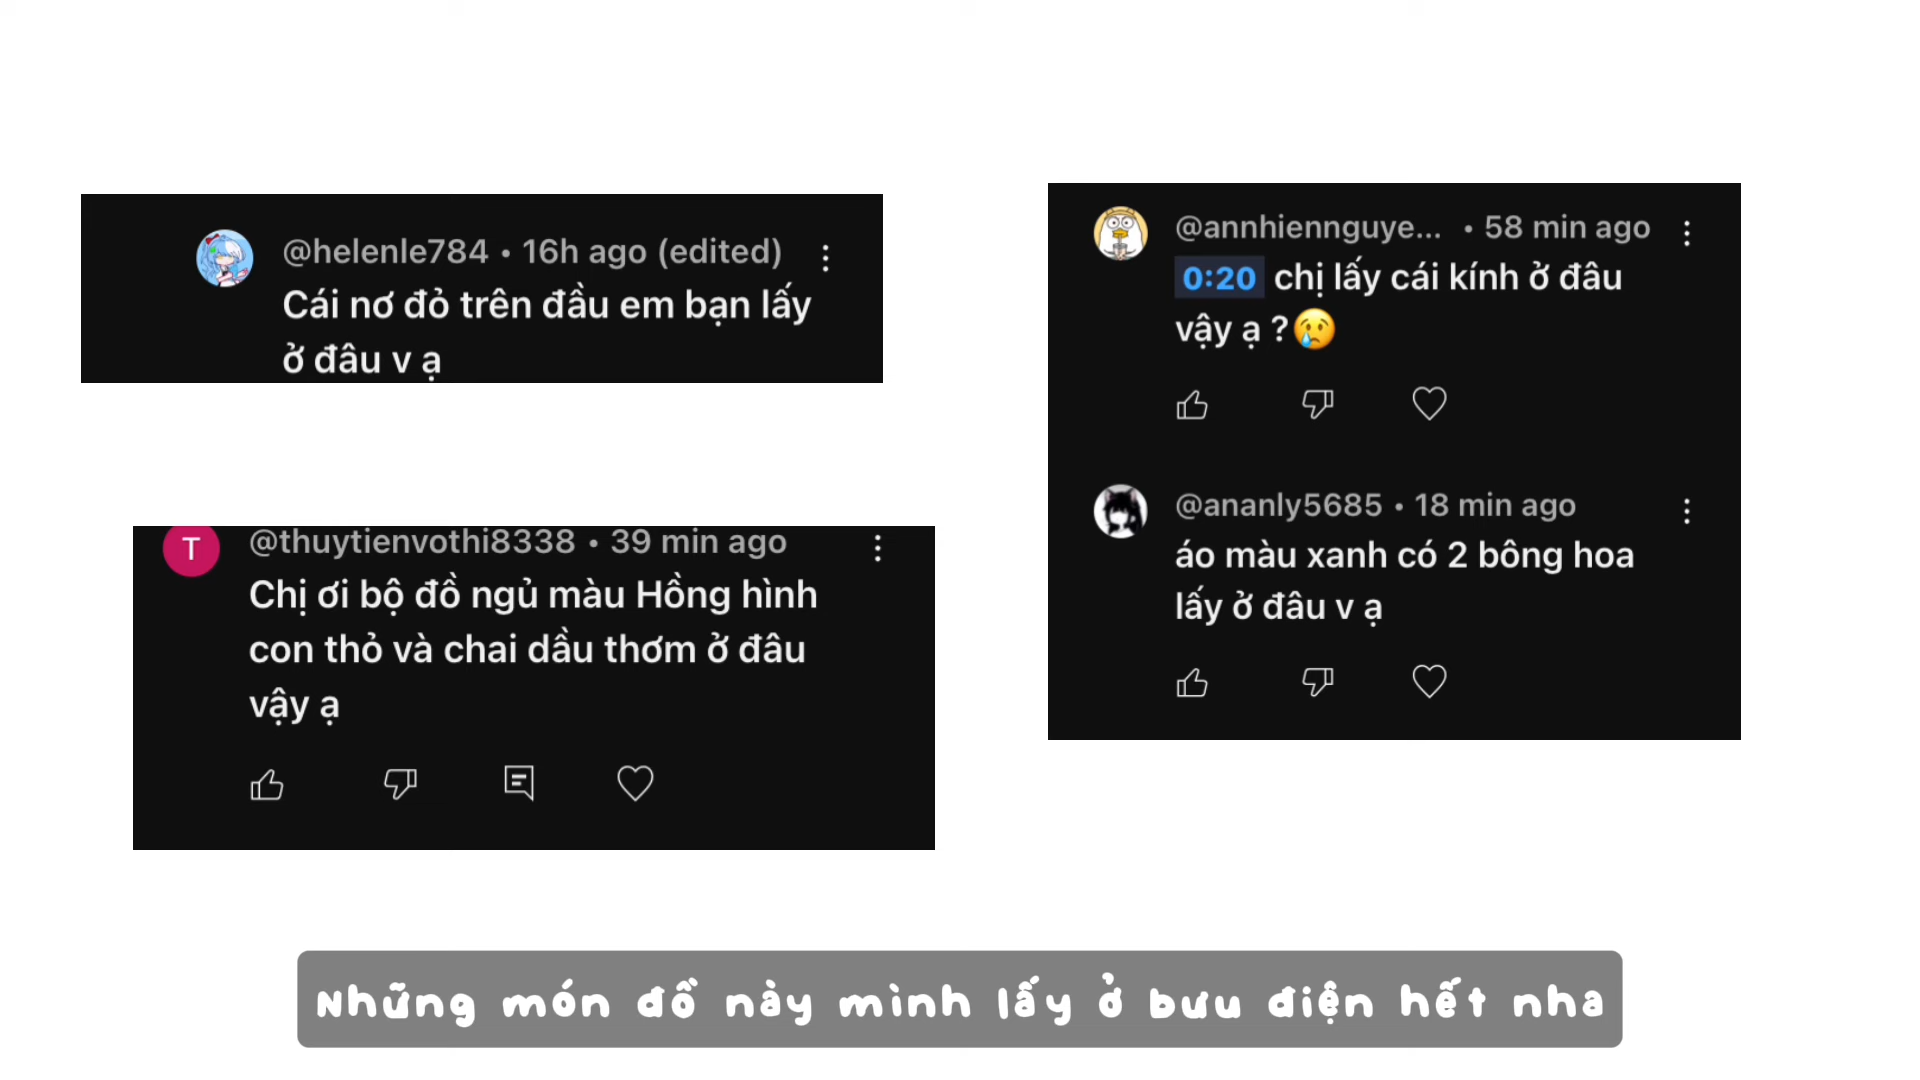 @helenle784 • 16h ago (edited)
Cái nơ đỏ trên đầu em bạn lấy
ở đâu v ạ
T
@thuytienvothi8338 • 39 min ago
Chị ơi bộ đồ ngủ màu Hồng hình
con thỏ và chai dầu thơm ở đâu
vậy ạ
@annhiennguye... • 58 min ago
0:20 chị lấy cái kính ở đâu
vậy ạ ?😢
@ananly5685 • 18 min ago
áo màu xanh có 2 bông hoa
lấy ở đâu v ạ
Những món đồ này mình lấy ở bưu điện hết nha